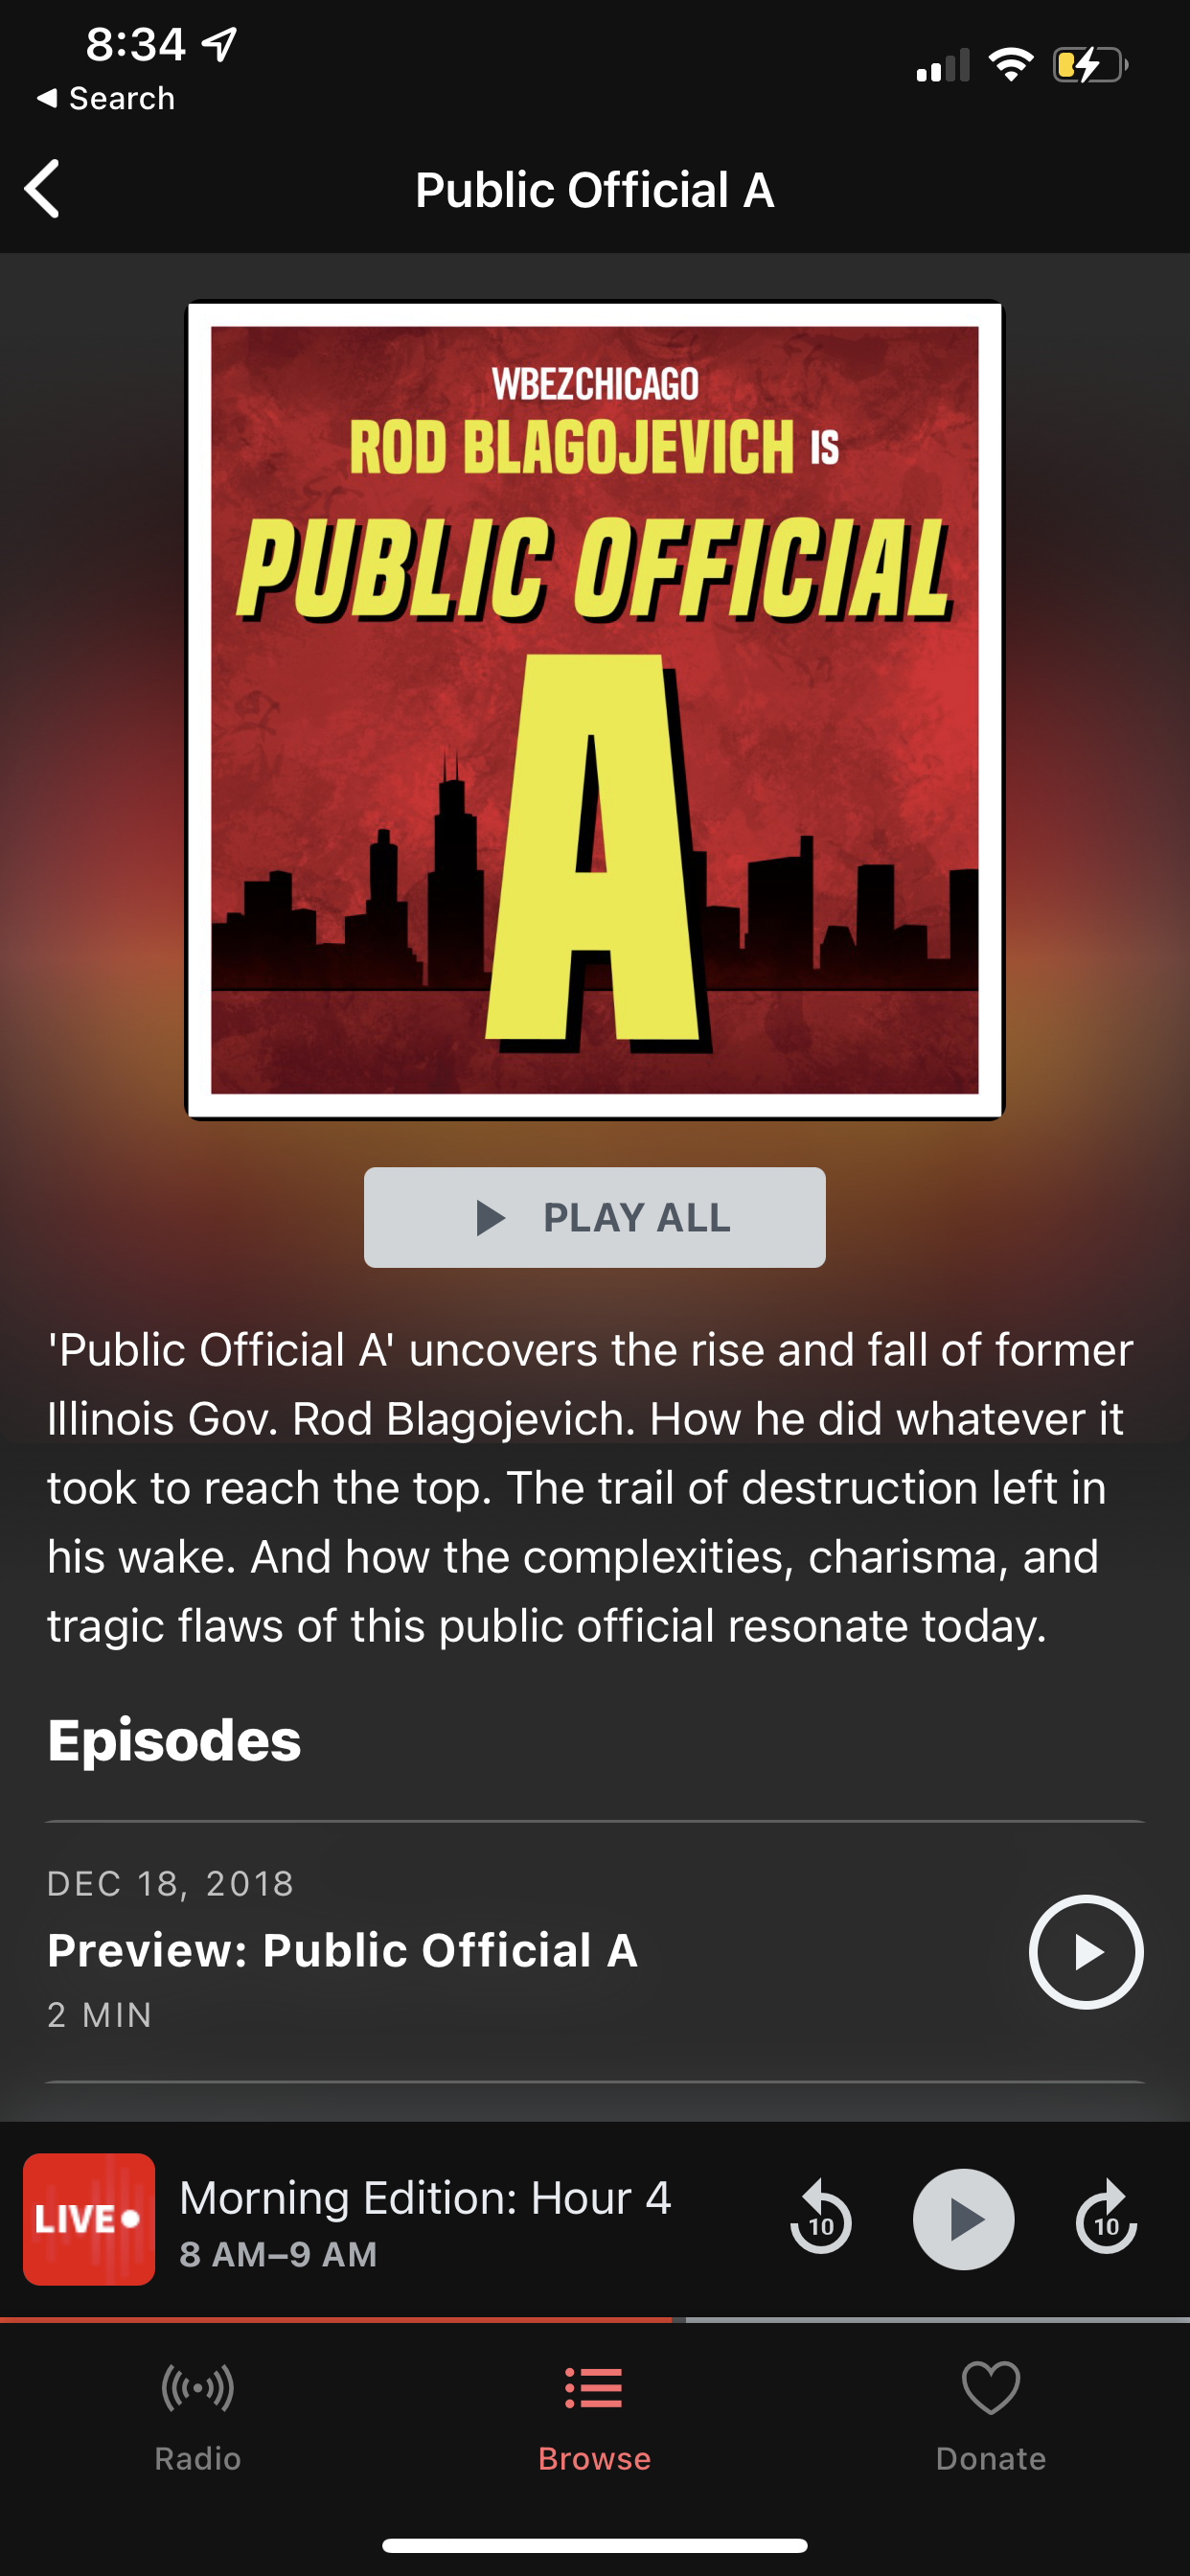 8:34
Search
Public Official A
WBEZCHICAGO
ROD BLAGOJEVICH IS
PUBLIC OFFICIAL
A
PLAY ALL
'Public Official A' uncovers the rise and fall of former
Illinois Gov. Rod Blagojevich. How he did whatever it
took to reach the top. The trail of destruction left in
his wake. And how the complexities, charisma, and
tragic flaws of this public official resonate today.
Episodes
DEC 18, 2018
Preview: Public Official A
2 MIN
LIVE
Morning Edition: Hour 4
8 AM–9 AM
10
10
Radio
Browse
Donate